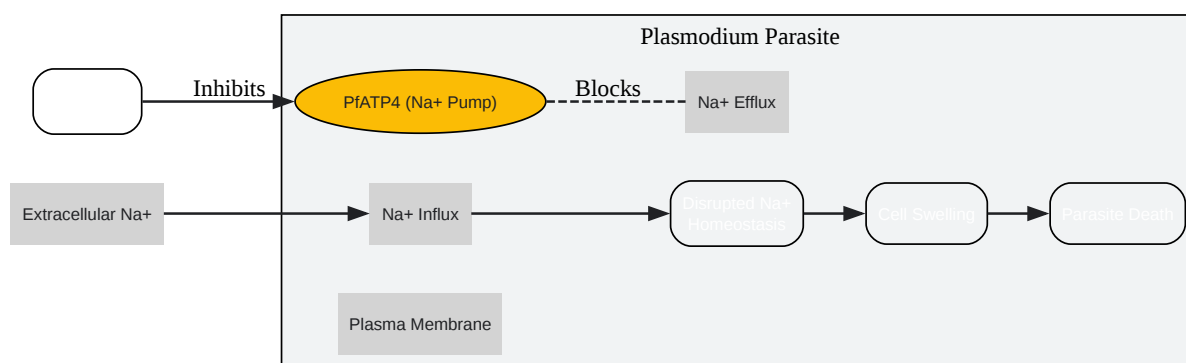 Plasmodium Parasite
Inhibits
PfATP4 (Na+ Pump)
Blocks
Na+ Efflux
Extracellular Na+
Na+ Influx
Disrupted Na+
Homeostasis
Cell Swelling
Parasite Death
Plasma Membrane